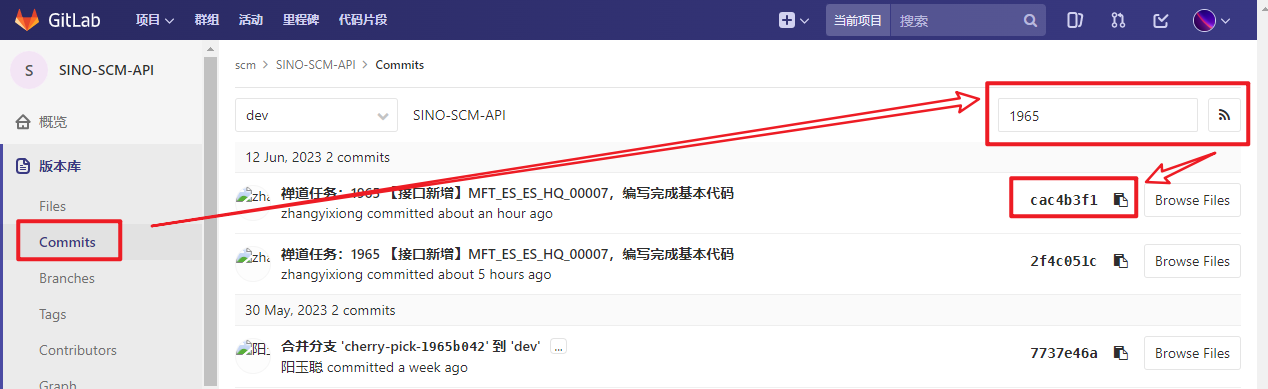 GitLab 项目 群组 活动 里程碑 代码片段 当前项目 搜索
S SINO-SCM-API
scm > SINO-SCM-API > Commits
概览
dev SINO-SCM-API 1965
版本库
12 Jun, 2023 2 commits
Files
禅道任务：1965 【接口新增】MFT_ES_ES_HQ_00007，编写完成基本代码
zhangyixiong committed about an hour ago
cac4b3f1 Browse Files
zha
Commits
禅道任务：1965 【接口新增】MFT_ES_ES_HQ_00007，编写完成基本代码
zhangyixiong committed about 5 hours ago
2f4c051c Browse Files
zha
Branches
30 May, 2023 2 commits
Tags
合并分支 'cherry-pick-1965b042' 到 'dev' ...
阳玉聪 committed a week ago
7737e46a Browse Files
阳玉
Contributors
Graph